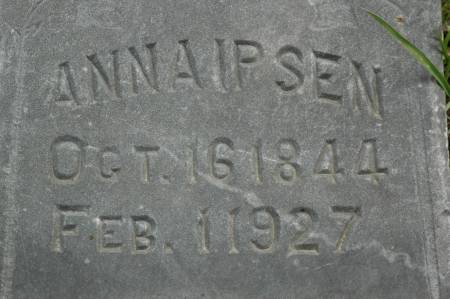 ANNA IPSEN
OCT. 16 1844
FEB. 1 1927